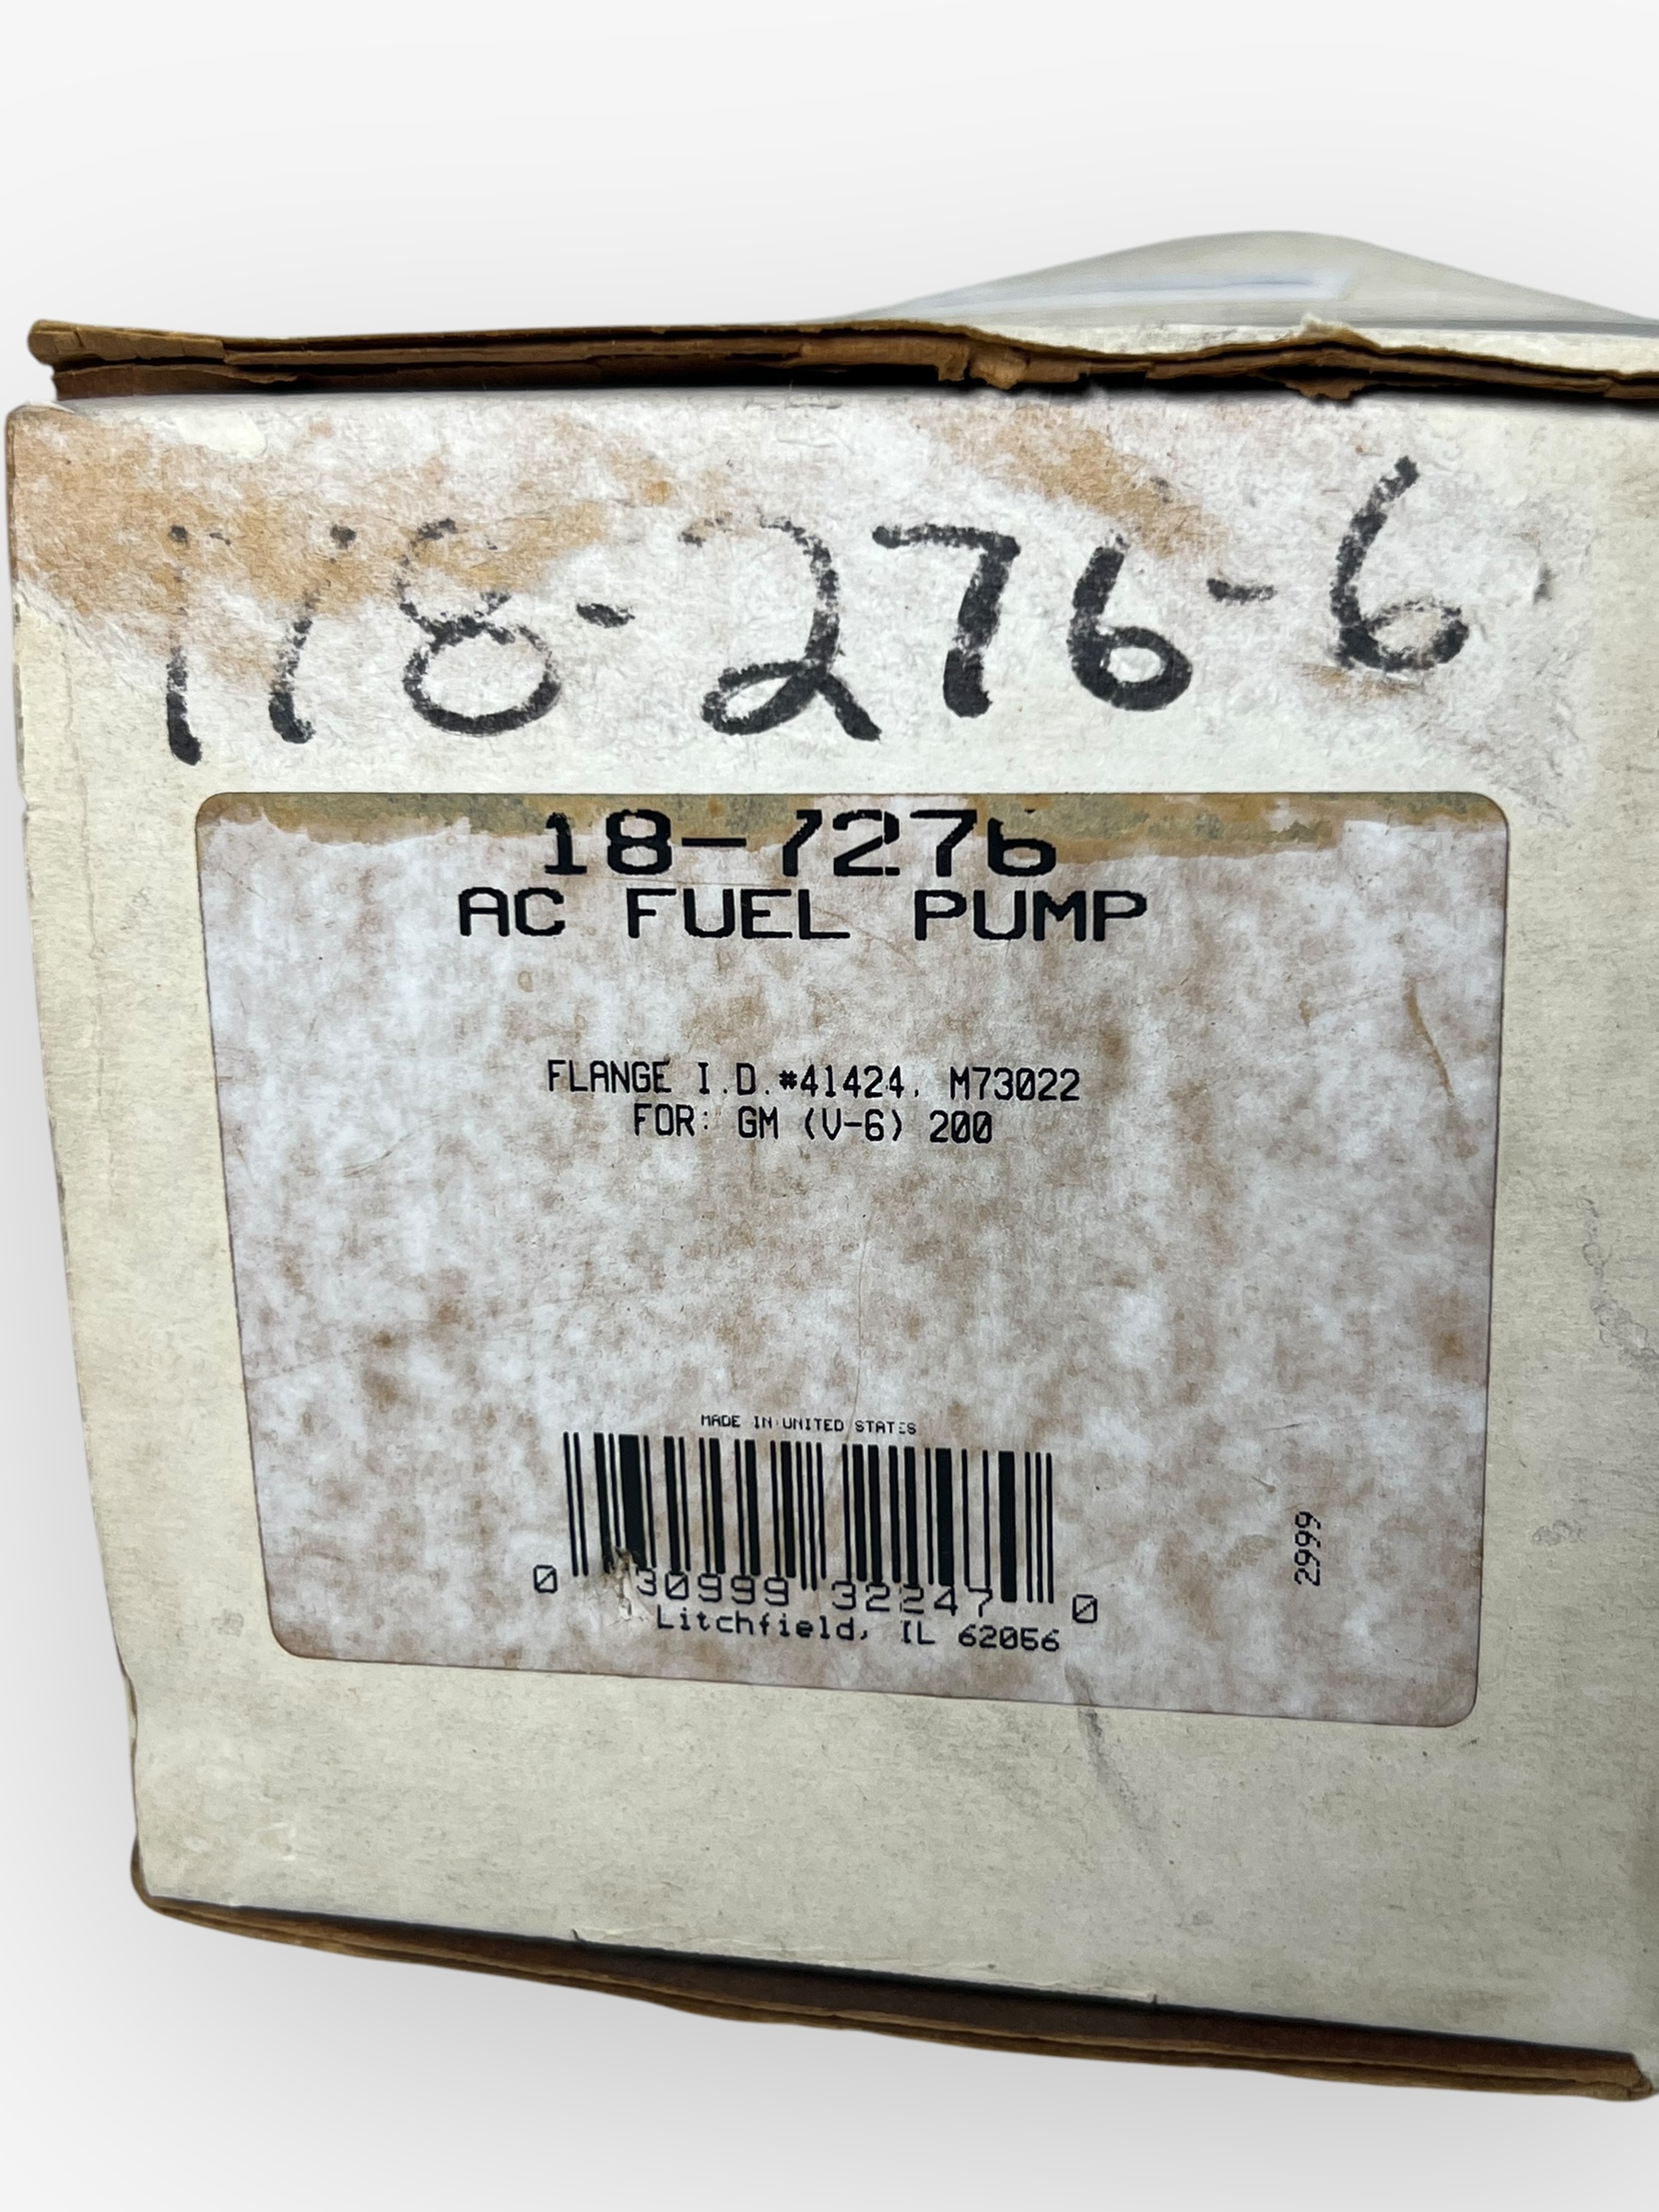 118-276-6
18-7276
AC FUEL PUMP
FLANGE I.D.#41424, M73022
FOR: GM (V-6) 200
MADE IN UNITED STATES
0 30999 32247 0
Litchfield, IL 62056
2999